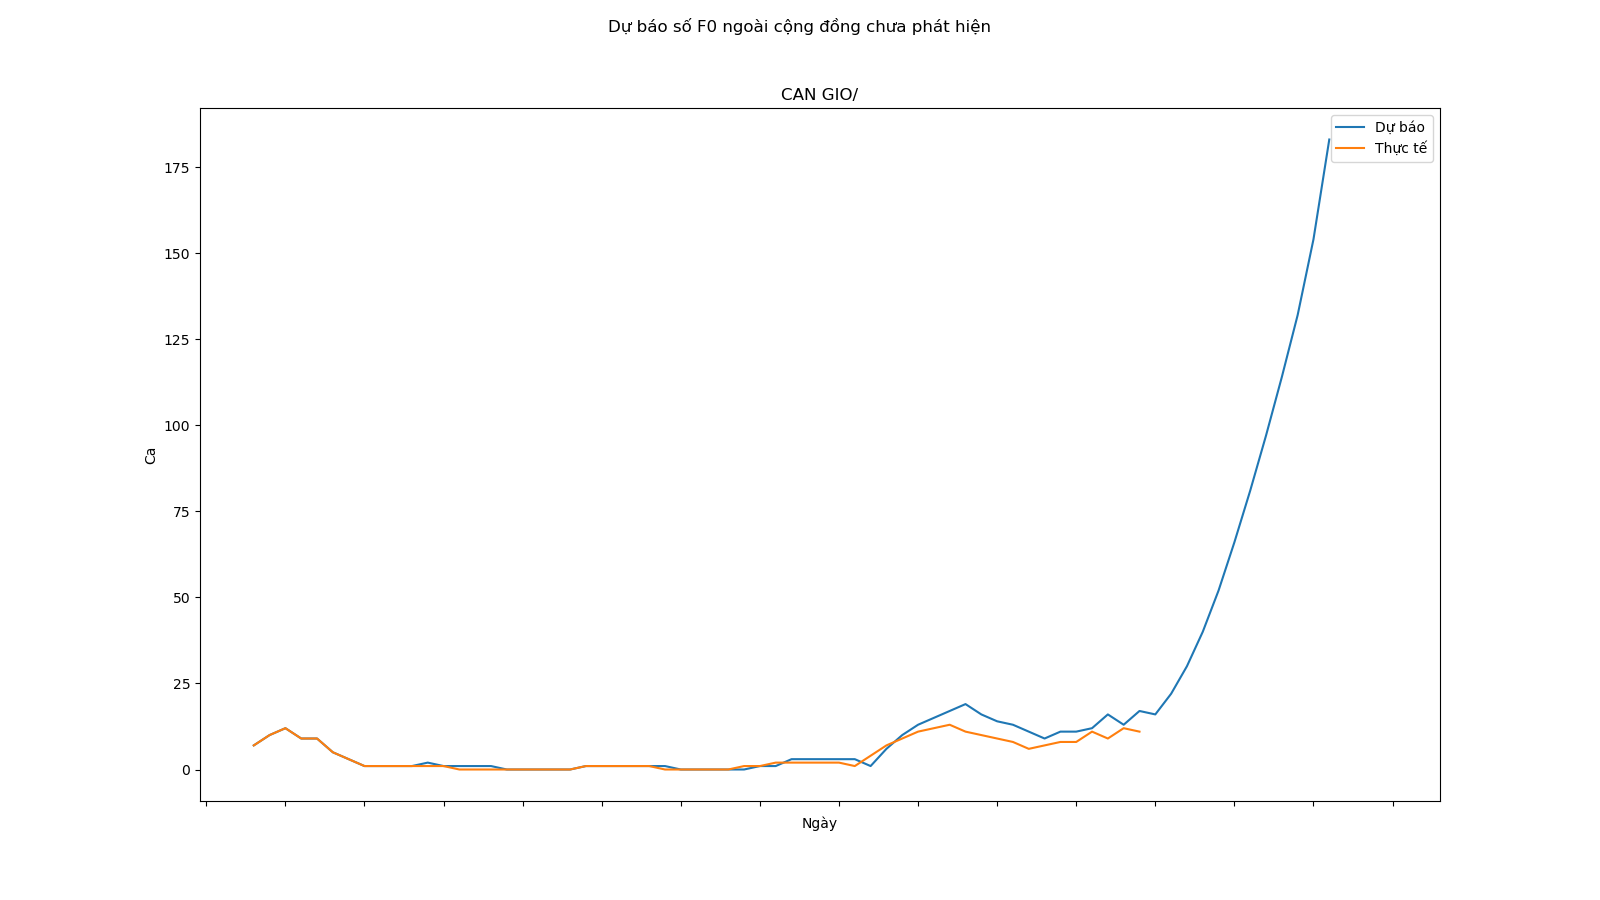 Dự báo số F0 ngoài cộng đồng chưa phát hiện
CAN GIO/
Dự báo
Thực tế
175
150
125
100
75
50
25
0
Ca
Ngày